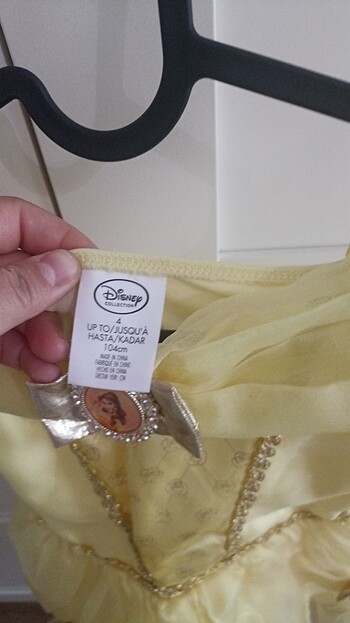 Disney
COLLECTION
4
UP TO/JUSQU'À
HASTA/KADAR
104cm
MADE IN CHINA
FABRIQUÉ EN CHINE
HECHO EN CHINA